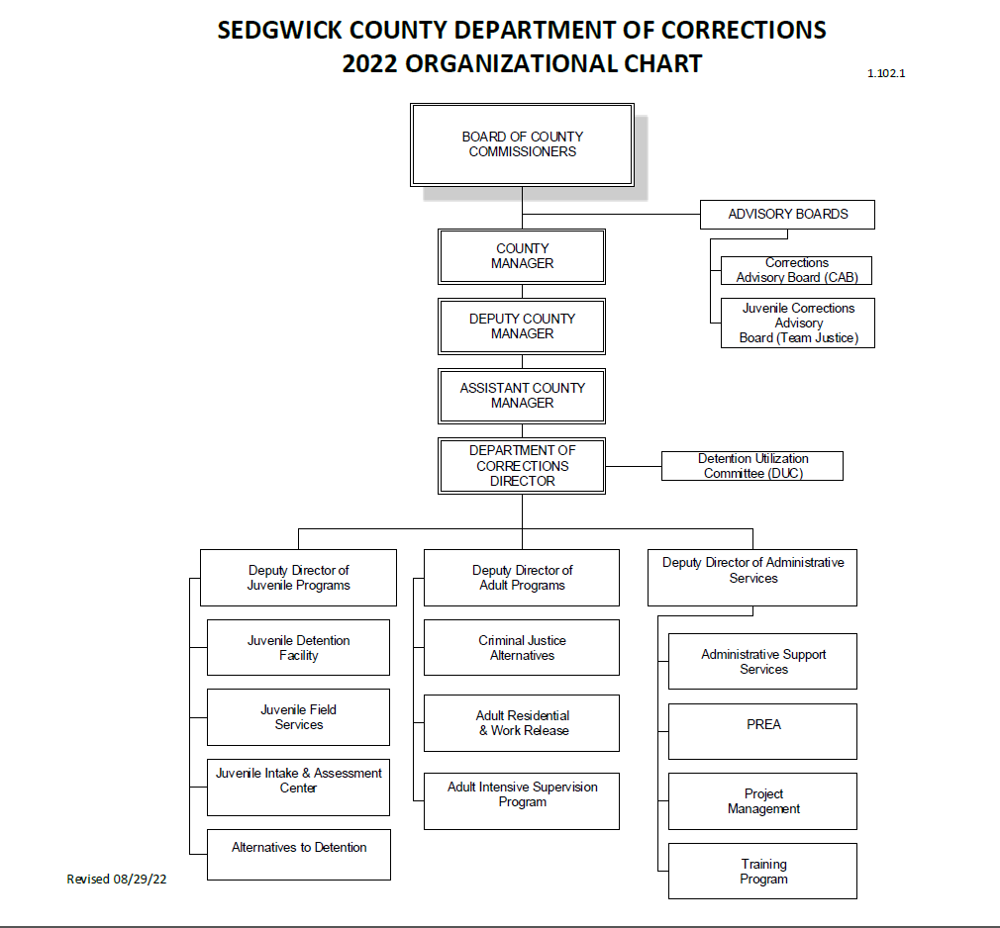 SEDGWICK COUNTY DEPARTMENT OF CORRECTIONS
2022 ORGANIZATIONAL CHART
1.102.1
BOARD OF COUNTY
COMMISSIONERS
ADVISORY BOARDS
COUNTY
MANAGER
Corrections
Advisory Board (CAB)
DEPUTY COUNTY
MANAGER
Juvenile Corrections
Advisory
Board (Team Justice)
ASSISTANT COUNTY
MANAGER
DEPARTMENT OF
CORRECTIONS
DIRECTOR
Detention Utilization
Committee (DUC)
Deputy Director of
Juvenile Programs
Juvenile Detention
Facility
Juvenile Field
Services
Juvenile Intake & Assessment
Center
Alternatives to Detention
Deputy Director of
Adult Programs
Criminal Justice
Alternatives
Adult Residential
& Work Release
Adult Intensive Supervision
Program
Deputy Director of Administrative
Services
Administrative Support
Services
PREA
Project
Management
Training
Program
Revised 08/29/22